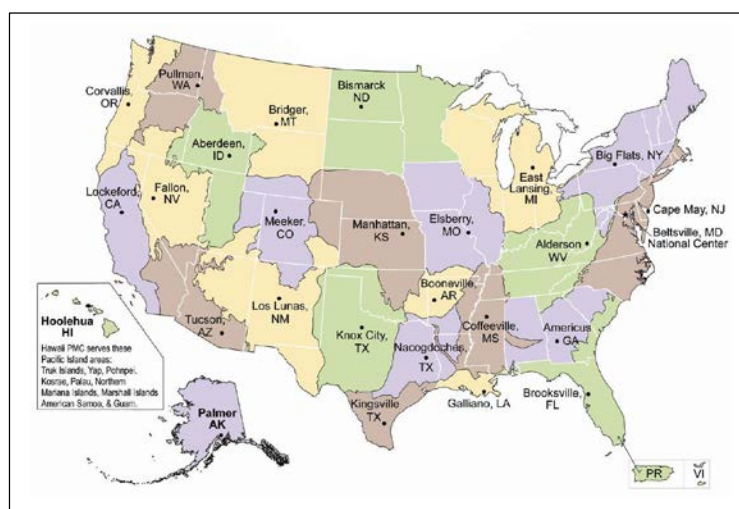 Pullman,
WA
Corvallis,
OR
Bridger,
MT
Bismarck
ND
Aberdeen,
ID
Big Flats, NY
East
Lansing,
MI
Lockeford,
CA
Fallon,
NV
Meeker,
CO
Manhattan,
KS
Elsberry,
MO
Cape May, NJ
Beltsville, MD
National Center
Alderson
WV
Booneville,
AR
Los Lunas,
NM
Tucson,
AZ
Knox City,
TX
Nacogdoches,
TX
Coffeeville,
MS
Americus
GA
Hoolehua
HI
Hawaii PMC serves these
Pacific Island areas:
Truk Islands, Yap, Pohnpei,
Kosrae, Palau, Northern
Mariana Islands, Marshall Islands
American Samoa, & Guam.
Kingsville
TX
Galliano, LA
Brooksville,
FL
Palmer
AK
PR
VI